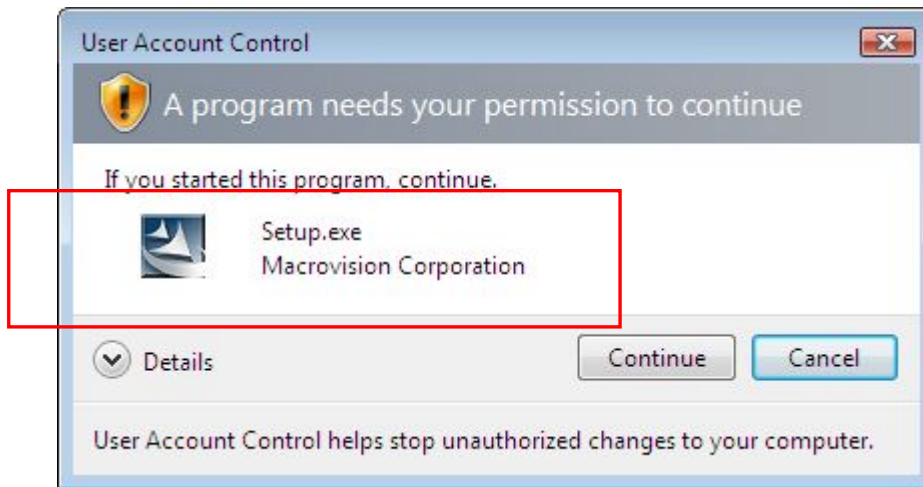 User Account Control
A program needs your permission to continue
If you started this program, continue.
Setup.exe
Macrovision Corporation
Details
Continue
Cancel
User Account Control helps stop unauthorized changes to your computer.